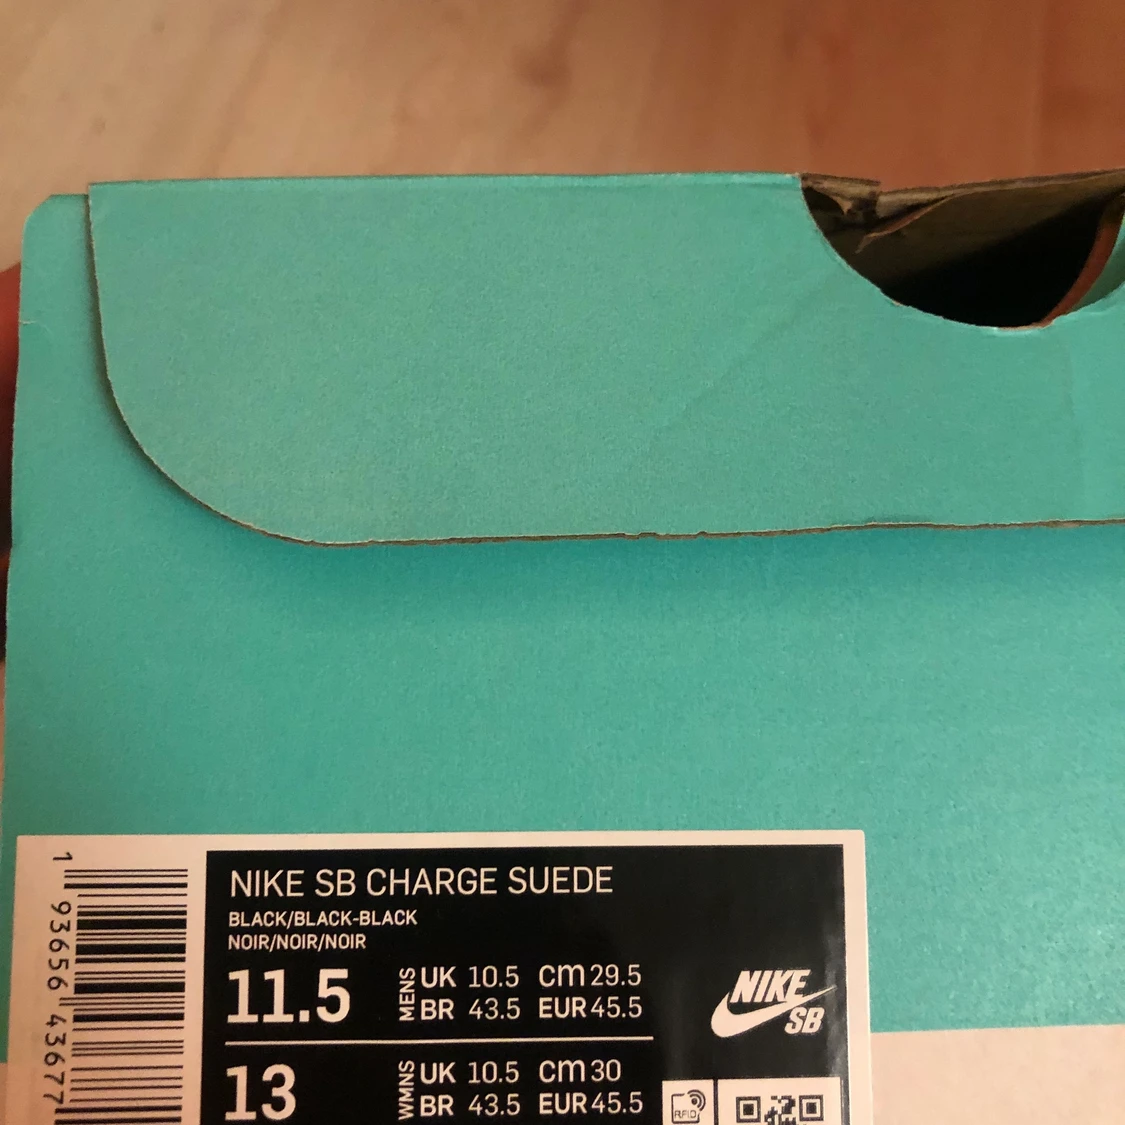 NIKE SB CHARGE SUEDE
BLACK/BLACK-BLACK
NOIR/NOIR/NOIR
11.5 MENS UK 10.5 cm 29.5
BR 43.5 EUR 45.5
13 WMNS UK 10.5 cm 30
BR 43.5 EUR 45.5
NIKE
SB
RFID
1 93656 43677